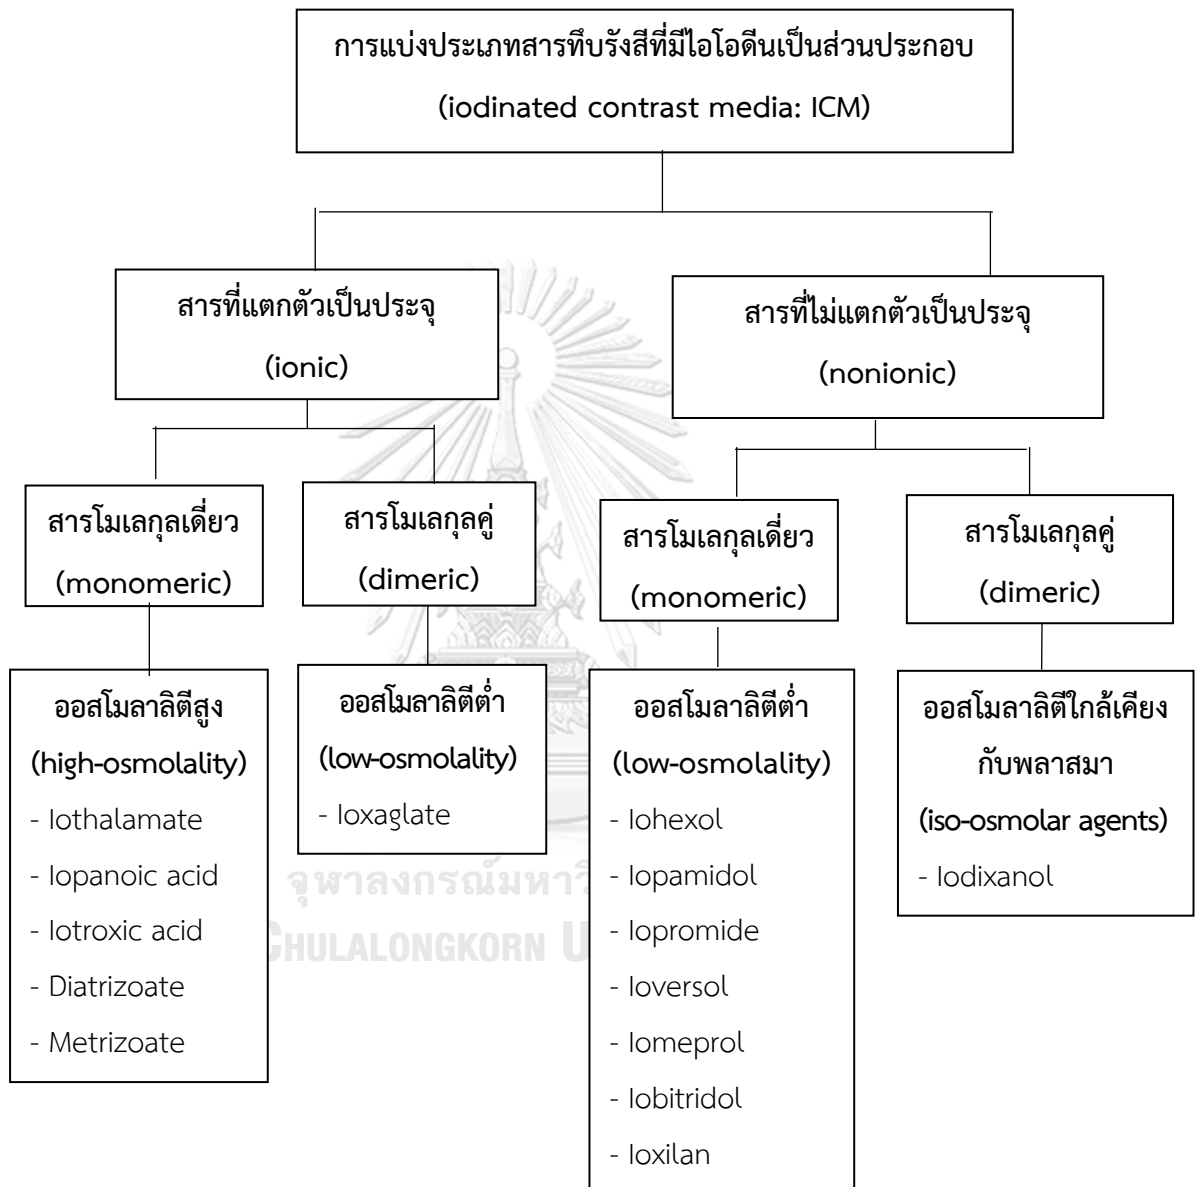 การแบ่งประเภทสารทึบรังสีที่มีไอโอดีนเป็นส่วนประกอบ
(iodinated contrast media: ICM)
สารที่แตกตัวเป็นประจุ
(ionic)
สารที่ไม่แตกตัวเป็นประจุ
(nonionic)
สารโมเลกุลเดี่ยว
(monomeric)
สารโมเลกุลคู่
(dimeric)
สารโมเลกุลเดี่ยว
(monomeric)
สารโมเลกุลคู่
(dimeric)
ออสโมลาลิตีสูง
(high-osmolality)
- Iothalamate
- Iopanoic acid
- Iotroxic acid
- Diatrizoate
- Metrizoate
ออสโมลาลิตีต่ำ
(low-osmolality)
- Ioxaglate
ออสโมลาลิตีต่ำ
(low-osmolality)
- Iohexol
- Iopamidol
- Iopromide
- Ioversol
- Iomeprol
- Iobitridol
- Ioxilan
ออสโมลาลิตีใกล้เคียง
กับพลาสมา
(iso-osmolar agents)
- Iodixanol
จุฬาลงกรณ์มหาวิ
CHULALONGKORN U